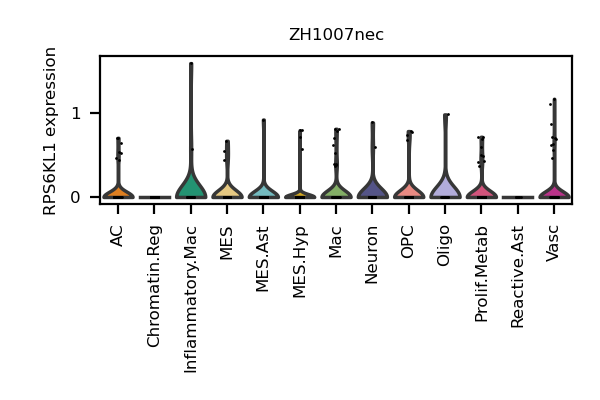 ZH1007nec
RPS6KL1 expression
1
0
AC
Chromatin.Reg
Inflammatory.Mac
MES
MES.Ast
MES.Hyp
Mac
Neuron
OPC
Oligo
Prolif.Metab
Reactive.Ast
Vasc